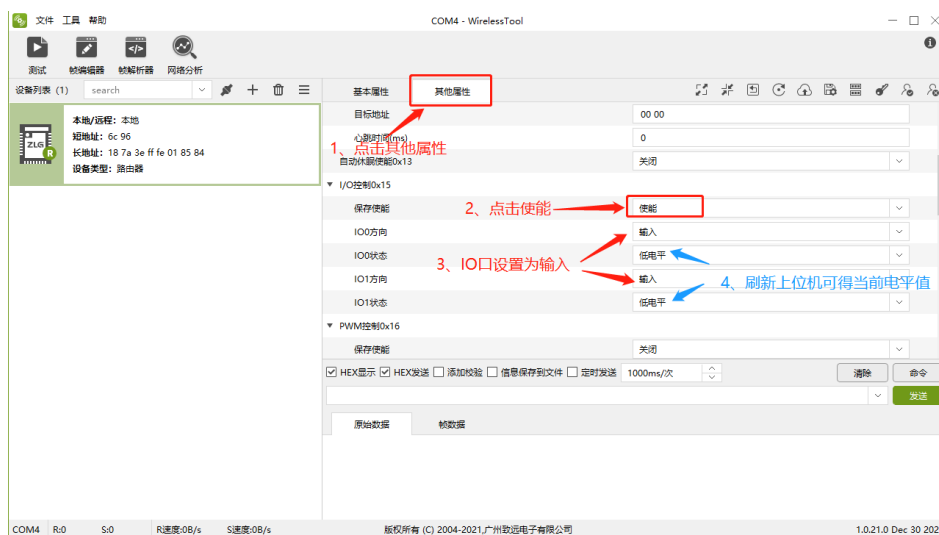 COM4 - WirelessTool
文件 工具 帮助
测试 帧编辑器 帧解析器 网络分析
设备列表 (1) search
基本属性 其他属性
ZLG
R
本地/远程: 本地
短地址: 6c 96
长地址: 18 7a 3e ff fe 01 85 84
设备类型: 路由器
目标地址 00 00
心跳时间(ms) 0
1、点击其他属性
自动休眠使能0x13 关闭
I/O控制0x15
保存使能 2、点击使能 使能
IO0方向 输入
IO0状态 低电平
3、IO口设置为输入
IO1方向 输入
4、刷新上位机可得当前电平值
IO1状态 低电平
PWM控制0x16
保存使能 关闭
HEX显示 HEX发送 添加校验 信息保存到文件 定时发送 1000ms/次 清除 命令
发送
原始数据 帧数据
COM4 R:0 S:0 R速度:0B/s S速度:0B/s 版权所有 (C) 2004-2021,广州致远电子有限公司 1.0.21.0 Dec 30 202